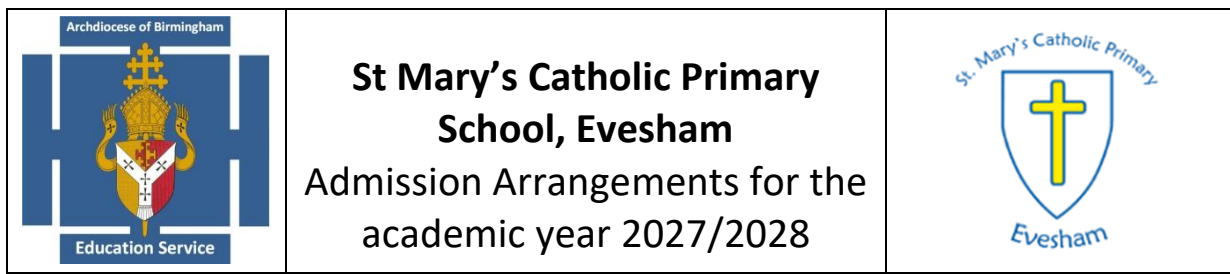 Archdiocese of Birmingham
Education Service
St Mary’s Catholic Primary
School, Evesham
Admission Arrangements for the
academic year 2027/2028
St. Mary's Catholic Primary
Evesham